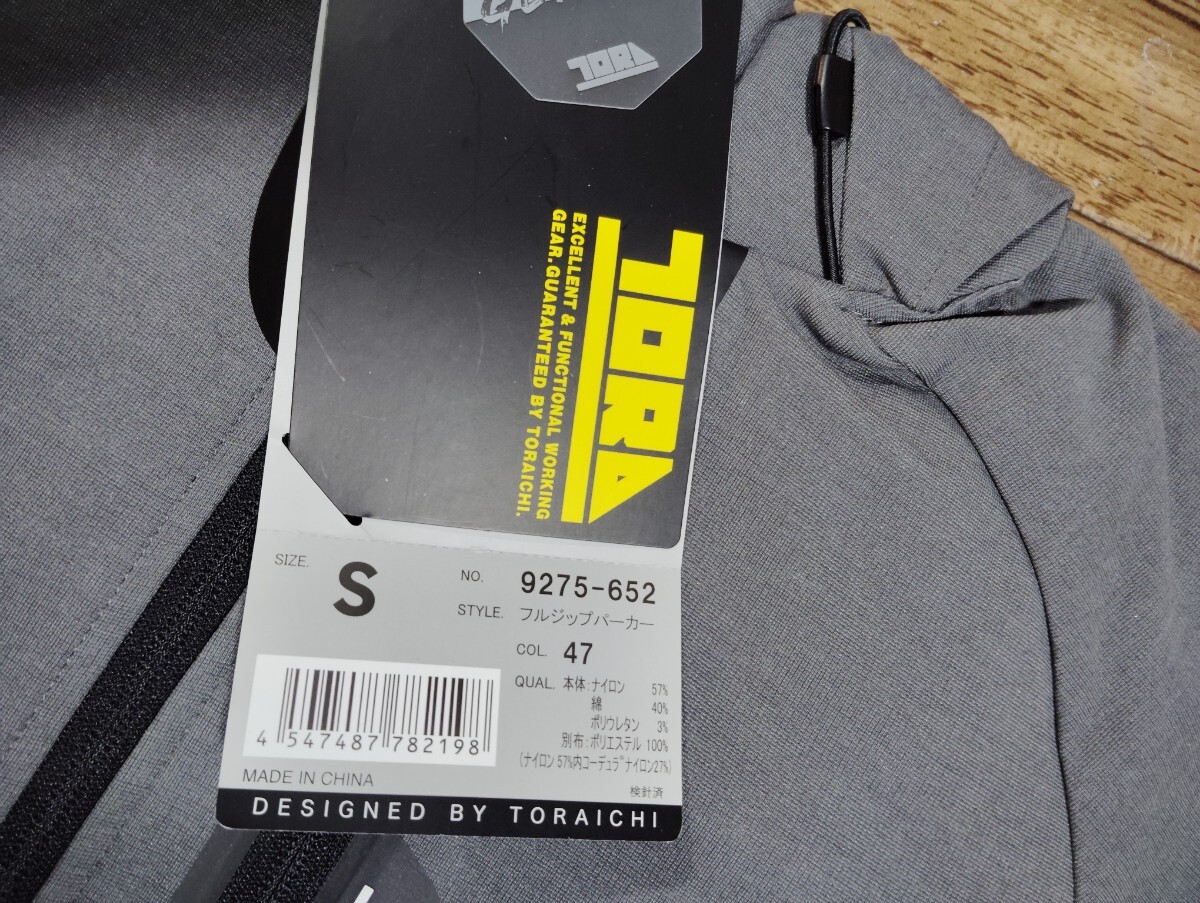 TORA
TORA
EXCELLENT & FUNCTIONAL WORKING
GEAR.GUARANTEED BY TORAICHI.
SIZE. S
NO. 9275-652
STYLE. フルジップパーカー
COL. 47
QUAL. 本体:ナイロン 57%
綿 40%
ポリウレタン 3%
別布:ポリエステル 100%
(ナイロン57%内コーデュラナイロン27%)
4 547487 782198
MADE IN CHINA
検針済
DESIGNED BY TORAICHI